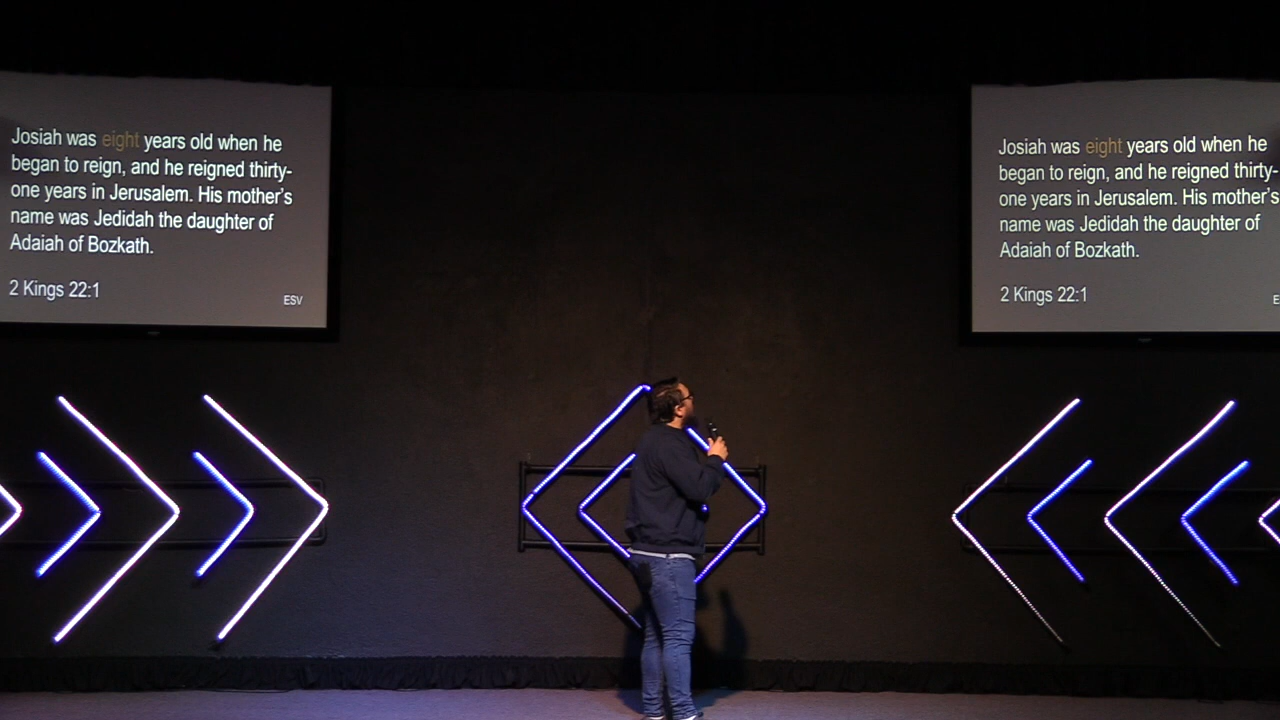 Josiah was eight years old when he
began to reign, and he reigned thirty-
one years in Jerusalem. His mother's
name was Jedidah the daughter of
Adaiah of Bozkath.
2 Kings 22:1
ESV
Josiah was eight years old when he
began to reign, and he reigned thirty-
one years in Jerusalem. His mother's
name was Jedidah the daughter of
Adaiah of Bozkath.
2 Kings 22:1